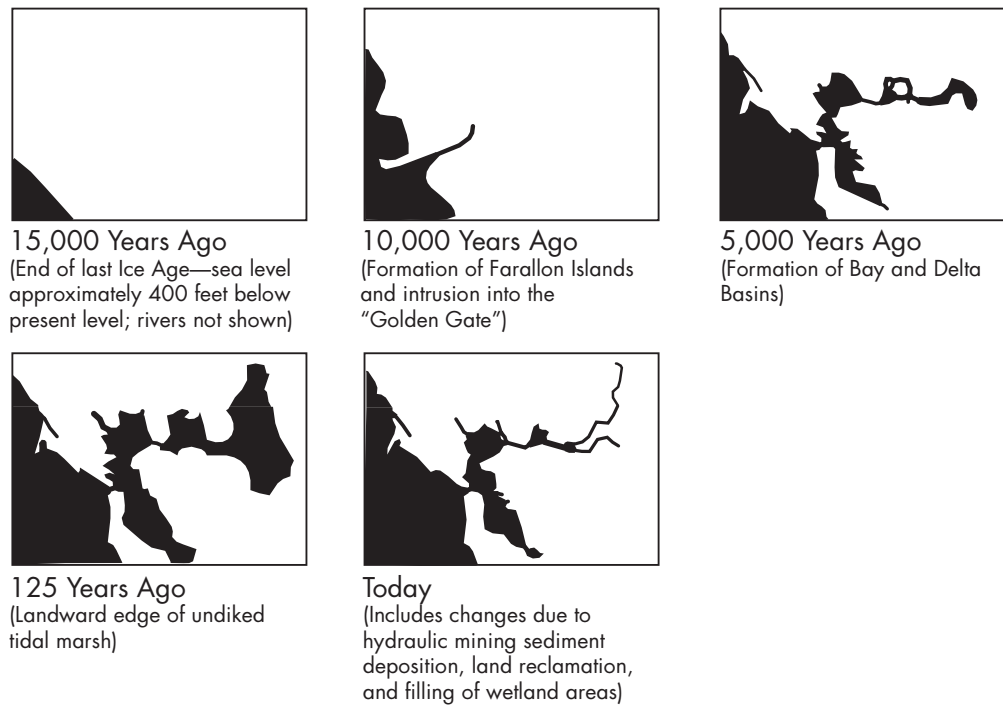 15,000 Years Ago
(End of last Ice Age—sea level
approximately 400 feet below
present level; rivers not shown)
10,000 Years Ago
(Formation of Farallon Islands
and intrusion into the
“Golden Gate”)
5,000 Years Ago
(Formation of Bay and Delta
Basins)
125 Years Ago
(Landward edge of undiked
tidal marsh)
Today
(Includes changes due to
hydraulic mining sediment
deposition, land reclamation,
and filling of wetland areas)